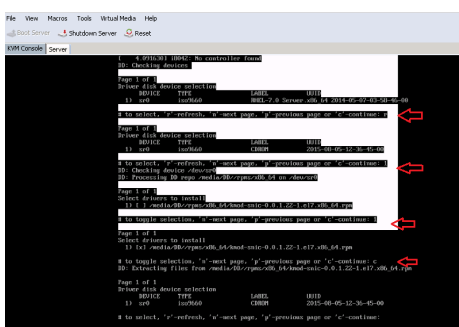 File View Macros Tools Virtual Media Help
Boot Server Shutdown Server Reset
KVM Console Server
[ 4.091630] i8042: No controller found
DD: Checking devices
Page 1 of 1
Driver disk device selection
DEVICE TYPE LABEL UUID
1) sr0 iso9660 RHEL-7.0 Server.x86_64 2014-05-07-03-58-46-00
# to select, 'r'-refresh, 'n'-next page, 'p'-previous page or 'c'-continue: r
Page 1 of 1
Driver disk device selection
DEVICE TYPE LABEL UUID
1) sr0 iso9660 CDROM 2015-08-05-12-36-45-00
# to select, 'r'-refresh, 'n'-next page, 'p'-previous page or 'c'-continue: 1
DD: Checking device /dev/sr0
DD: Processing DD repo /media/DD//rpms/x86_64 on /dev/sr0
Page 1 of 1
Select drivers to install
1) [ ] /media/DD//rpms/x86_64/kmod-snic-0.0.1.22-1.el7.x86_64.rpm
# to toggle selection, 'n'-next page, 'p'-previous page or 'c'-continue: 1
Page 1 of 1
Select drivers to install
1) [x] /media/DD//rpms/x86_64/kmod-snic-0.0.1.22-1.el7.x86_64.rpm
# to toggle selection, 'n'-next page, 'p'-previous page or 'c'-continue: c
DD: Extracting files from /media/DD//rpms/x86_64/kmod-snic-0.0.1.22-1.el7.x86_64.rpm
Page 1 of 1
Driver disk device selection
DEVICE TYPE LABEL UUID
1) sr0 iso9660 CDROM 2015-08-05-12-36-45-00
# to select, 'r'-refresh, 'n'-next page, 'p'-previous page or 'c'-continue: